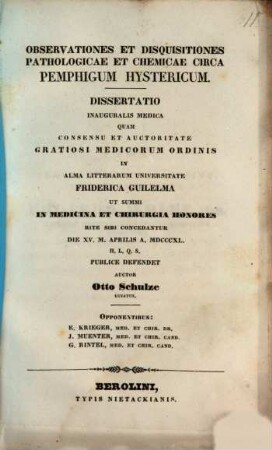 11
OBSERVATIONES ET DISQUISITIONES
PATHOLOGICAE ET CHEMICAE CIRCA
PEMPHIGUM HYSTERICUM.
DISSERTATIO
INAUGURALIS MEDICA
QUAM
CONSENSU ET AUCTORITATE
GRATIOSI MEDICORUM ORDINIS
IN
ALMA LITTERARUM UNIVERSITATE
FRIDERICA GUILELMA
UT SUMMI
IN MEDICINA ET CHIRURGIA HONORES
RITE SIBI CONCEDANTUR
DIE XV. M. APRILIS A. MDCCCXL.
H. L. Q. S.
PUBLICE DEFENDET
AUCTOR
Otto Schulze
OPPONENTIBUS:
E. KRIEGER, MED. ET CHIR. DR.
J. MUENTER, MED. ET CHIR. CAND.
G. BINTEL, MED. ET CHIR. CAND.
BEROLINI,
TYPIS NIETACKIANIS.